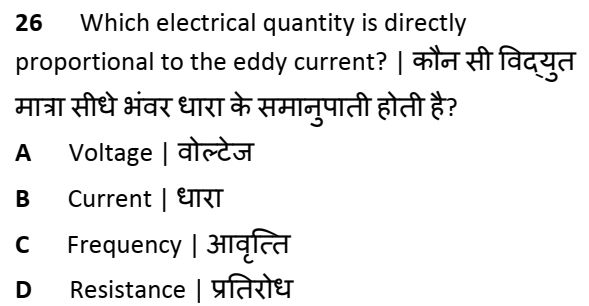 26 Which electrical quantity is directly
proportional to the eddy current? | कौन सी विद्युत
मात्रा सीधे भंवर धारा के समानुपाती होती है?
A Voltage | वोल्टेज
B Current | धारा
C Frequency | आवृत्ति
D Resistance | प्रतिरोध